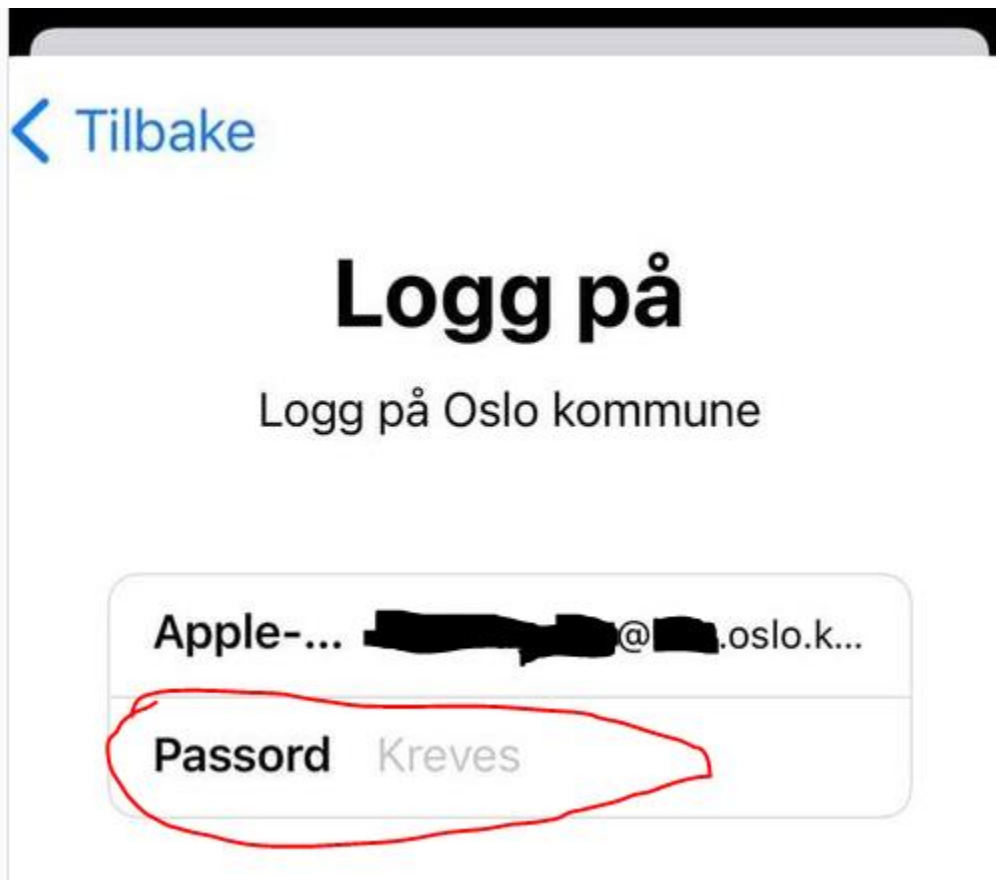 Tilbake
Logg på
Logg på Oslo kommune
Apple-... @ .oslo.k...
Passord Kreves